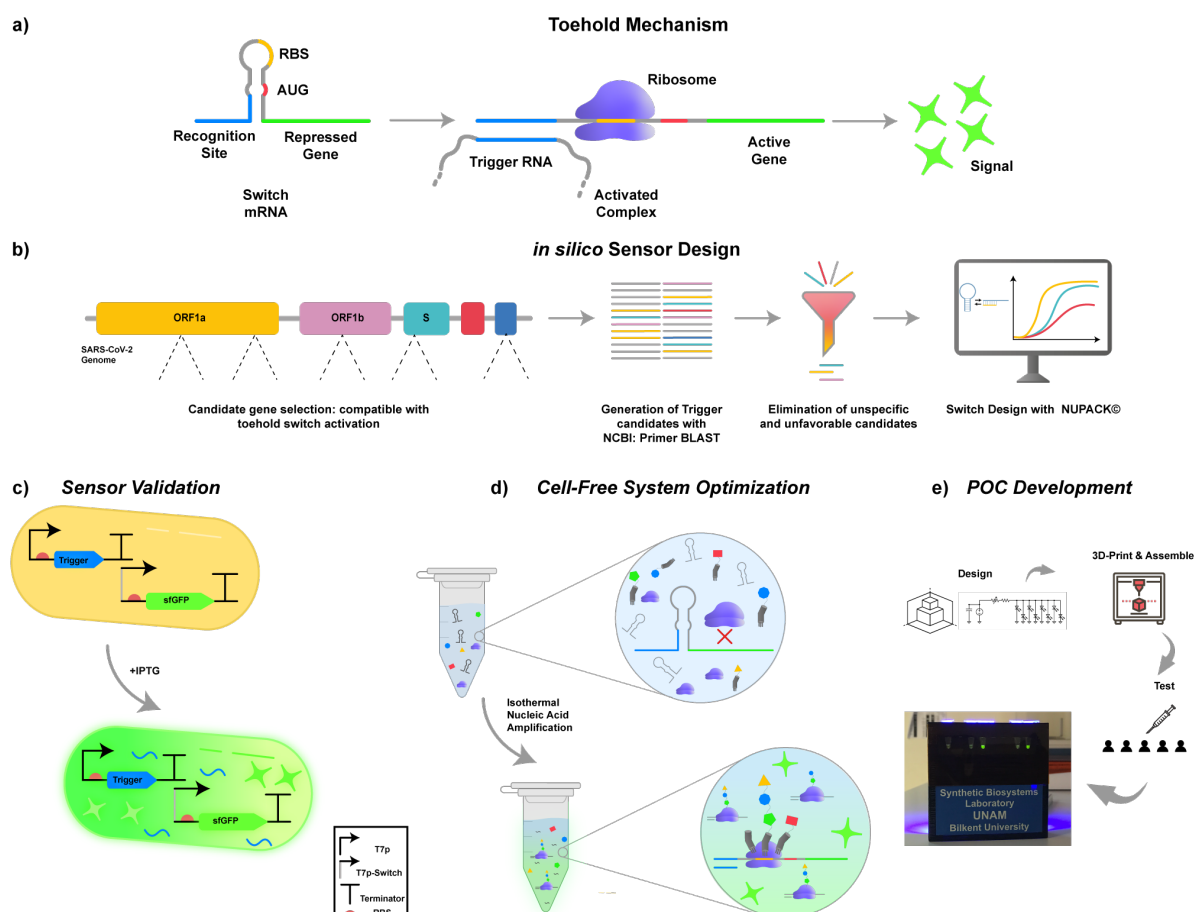 a)
Toehold Mechanism
RBS
AUG
Recognition
Site
Repressed
Gene
Switch
mRNA
Ribosome
Trigger RNA
Activated
Complex
Active
Gene
Signal
b)
in silico Sensor Design
ORF1a
ORF1b
S
SARS-CoV-2
Genome
Candidate gene selection: compatible with
toehold switch activation
Generation of Trigger
candidates with
NCBI: Primer BLAST
Elimination of unspecific
and unfavorable candidates
Switch Design with NUPACK©
c) Sensor Validation
Trigger
sfGFP
+IPTG
Trigger
sfGFP
T7p
T7p-Switch
Terminator
RBS
d) Cell-Free System Optimization
Isothermal
Nucleic Acid
Amplification
e) POC Development
Design
3D-Print & Assemble
Test
Synthetic Biosystems
Laboratory
UNAM
Bilkent University